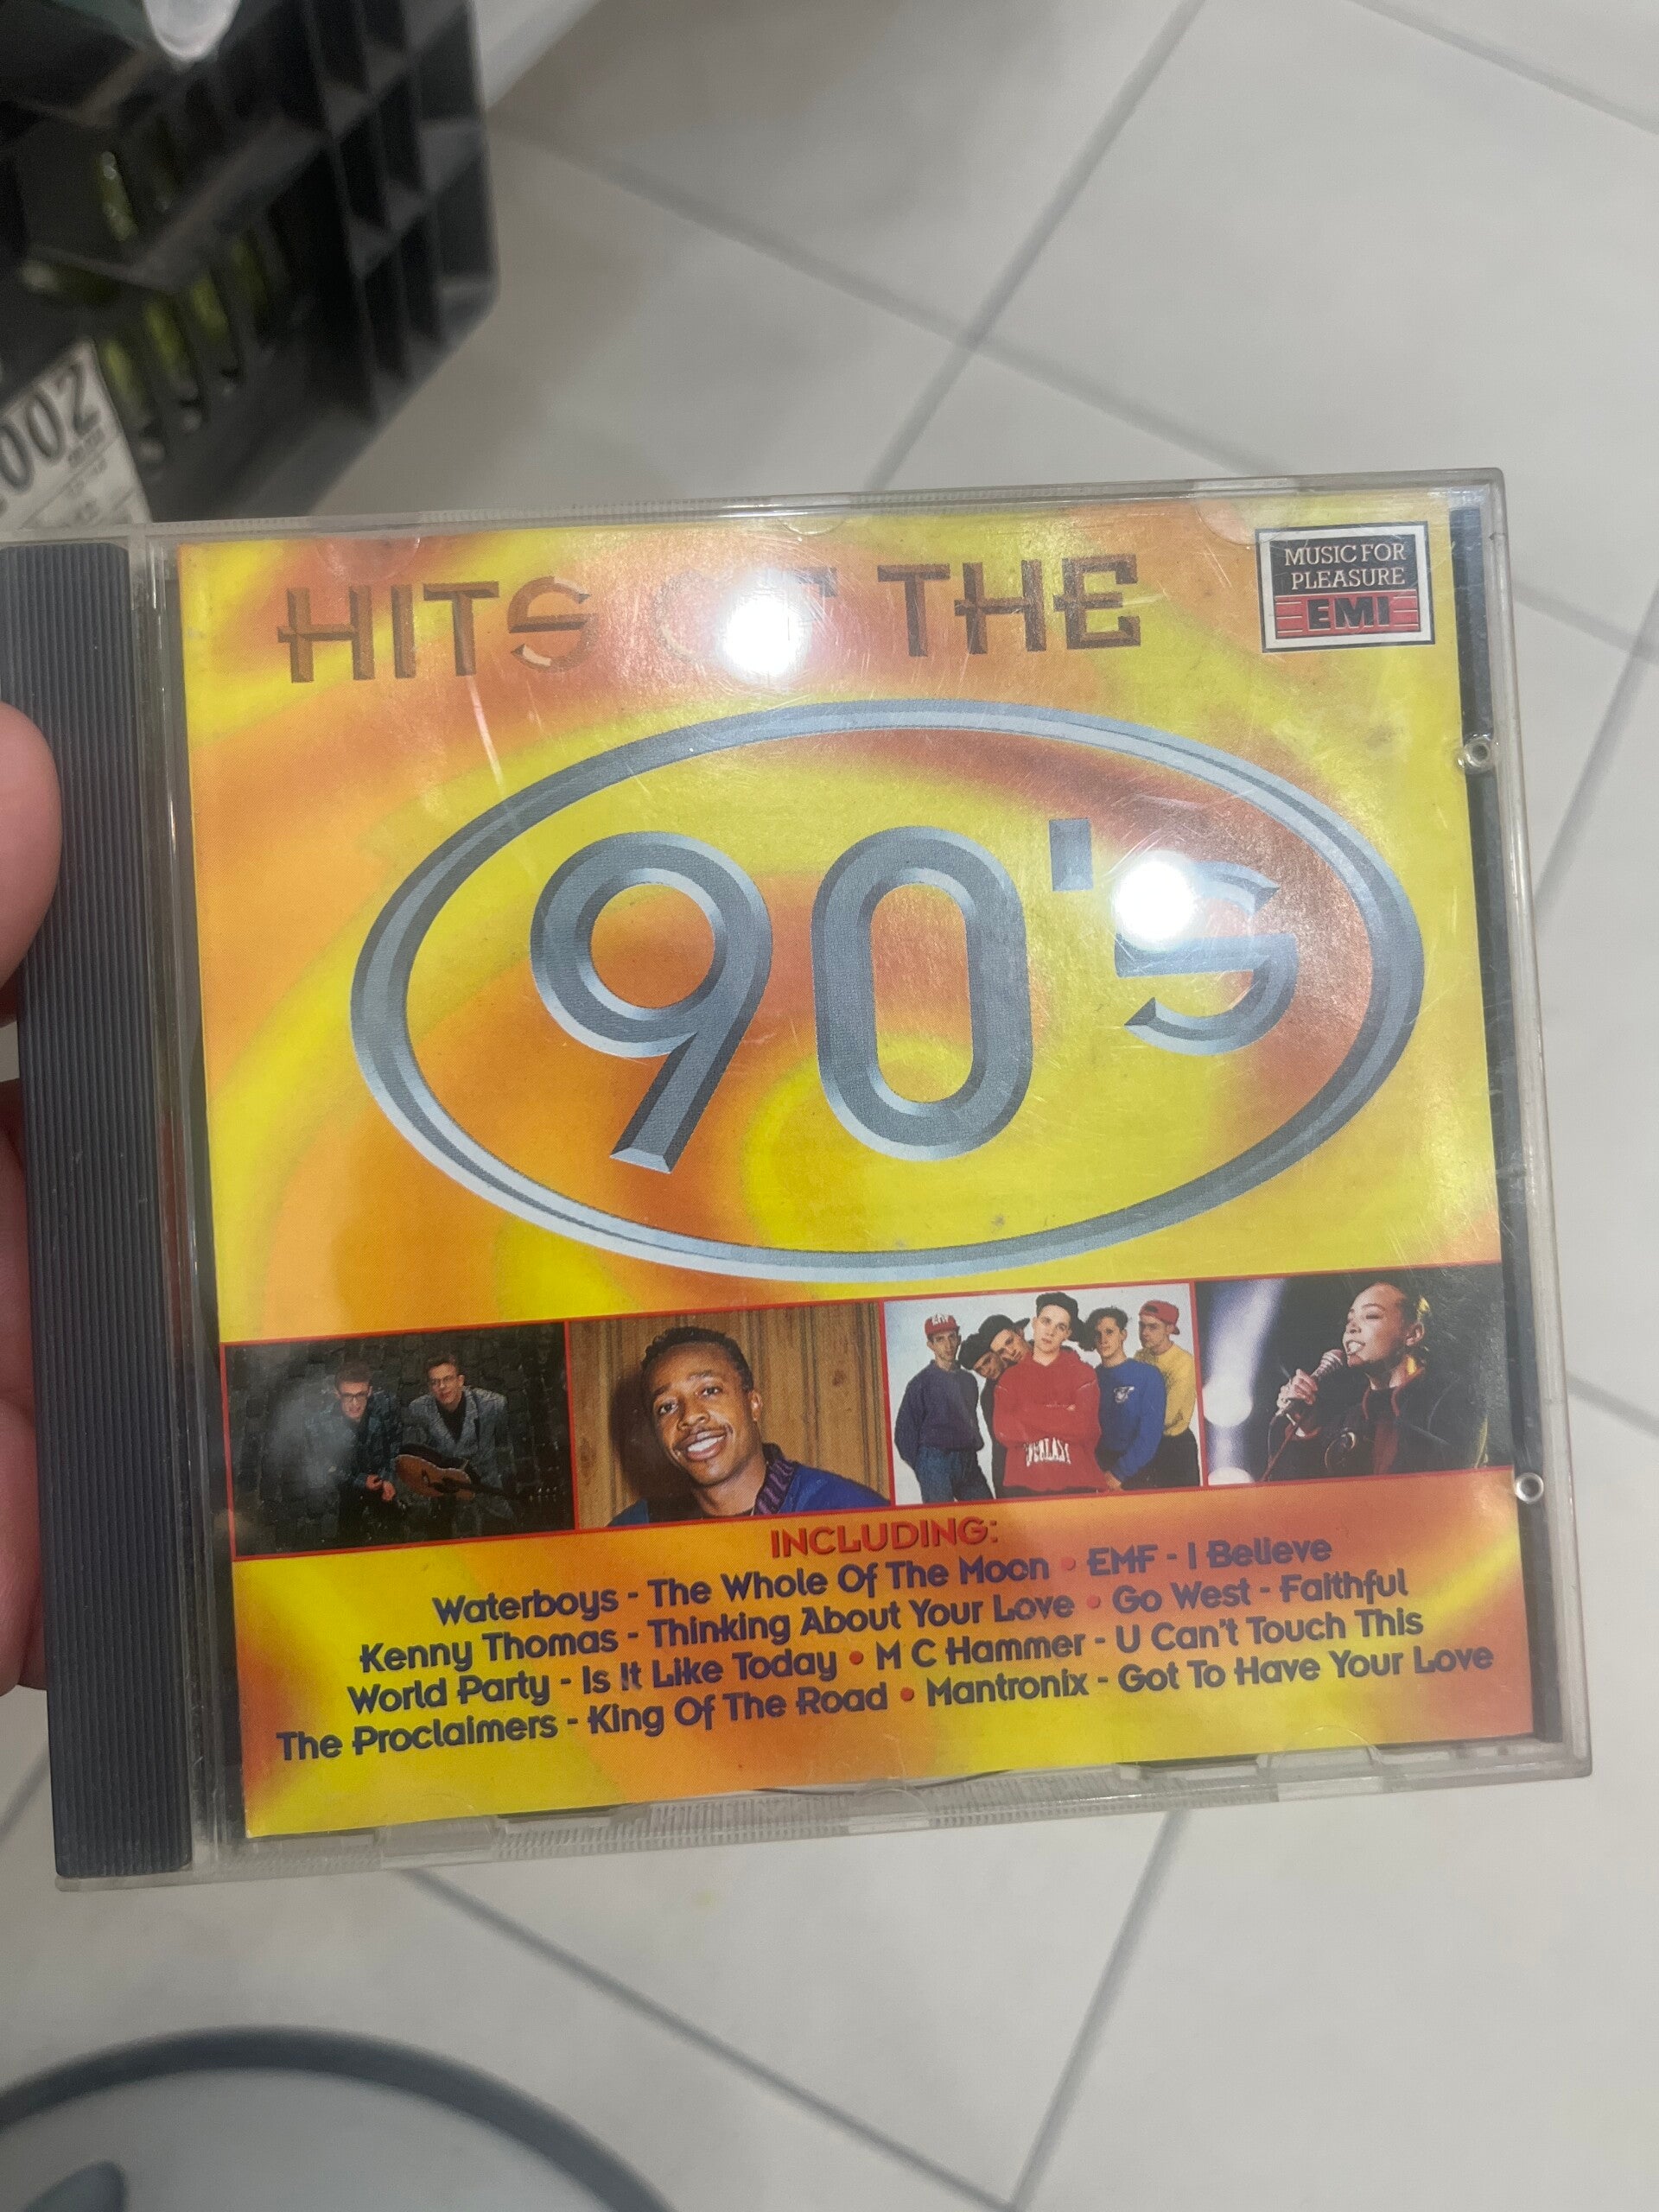 002
HITS OF THE
MUSIC FOR
PLEASURE
EMI
90's
EMF
INCLUDING:
Waterboys - The Whole Of The Moon • EMF - I Believe
Kenny Thomas - Thinking About Your Love • Go West - Faithful
World Party - Is It Like Today • M C Hammer - U Can't Touch This
The Proclaimers - King Of The Road • Mantronix - Got To Have Your Love